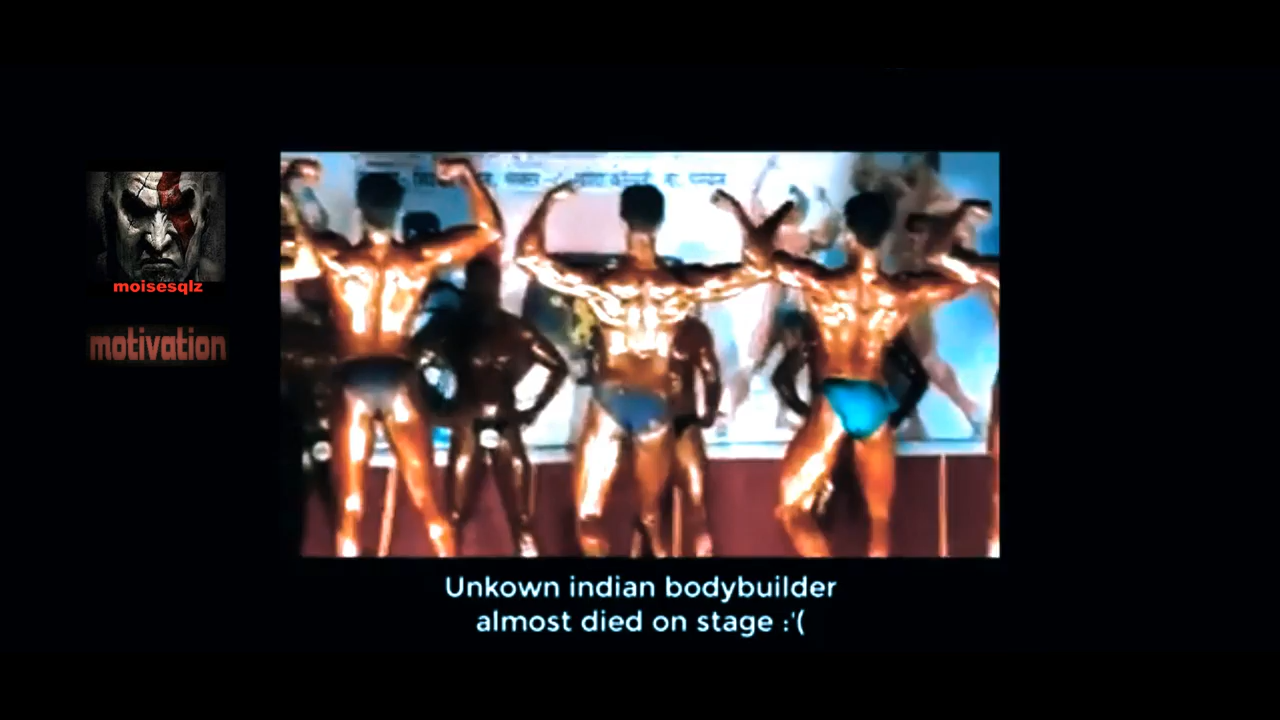 moisesqlz
motivation
Unkown indian bodybuilder
almost died on stage :'(